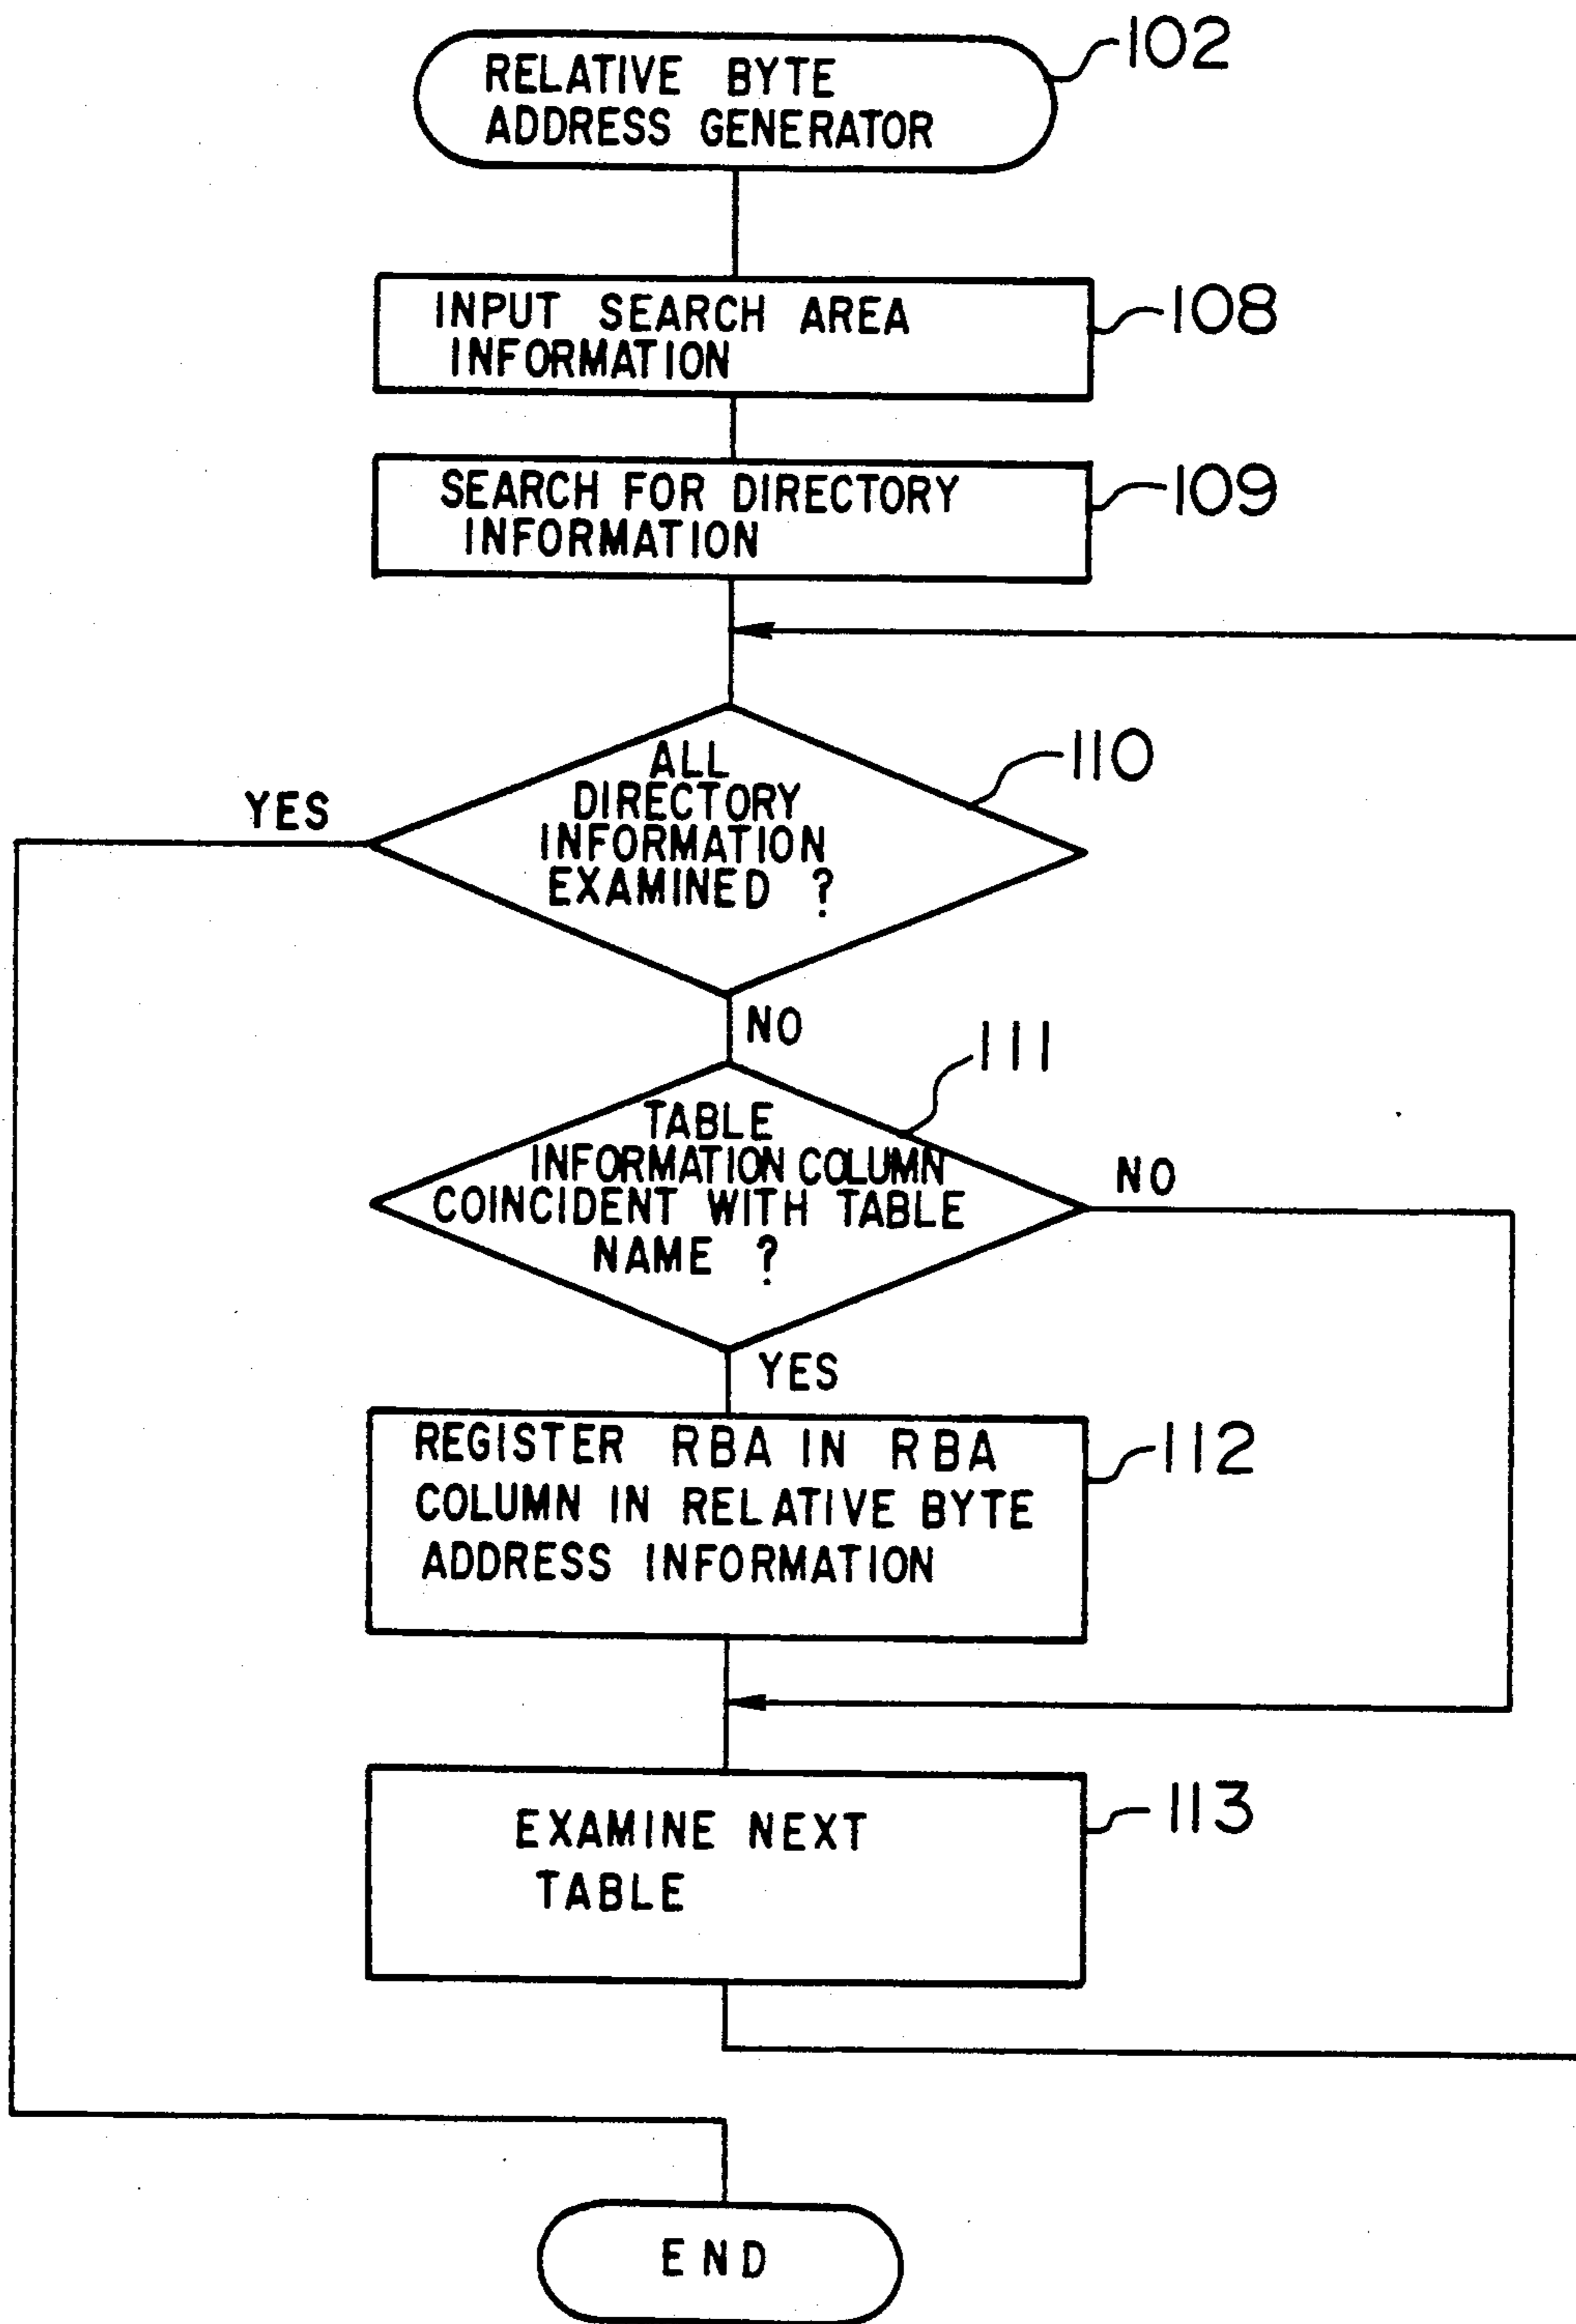 RELATIVE BYTE
ADDRESS GENERATOR
102
INPUT SEARCH AREA
INFORMATION
108
SEARCH FOR DIRECTORY
INFORMATION
109
ALL
DIRECTORY
INFORMATION
EXAMINED ?
110
YES
NO
111
TABLE
INFORMATION COLUMN
COINCIDENT WITH TABLE
NAME ?
NO
YES
REGISTER RBA IN RBA
COLUMN IN RELATIVE BYTE
ADDRESS INFORMATION
112
EXAMINE NEXT
TABLE
113
END